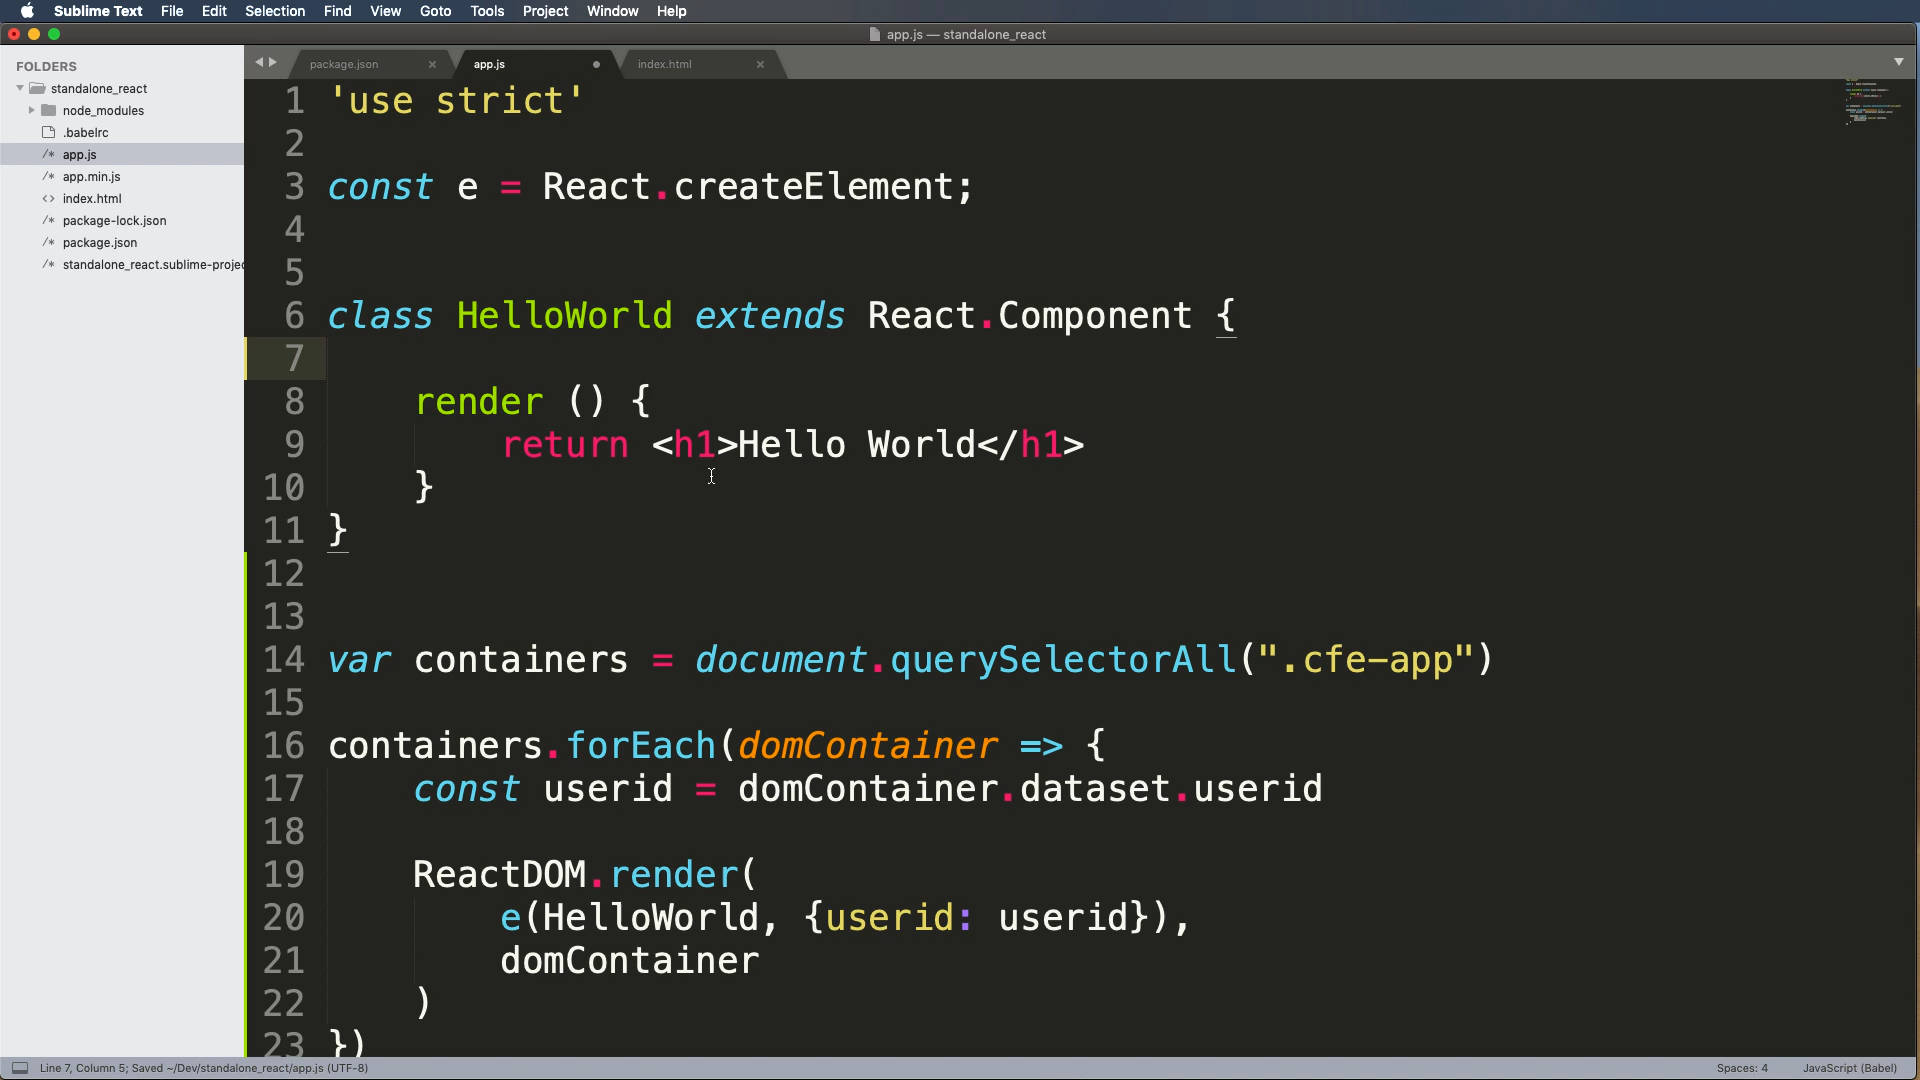 Sublime Text File Edit Selection Find View Goto Tools Project Window Help
app.js — standalone_react
FOLDERS
standalone_react
node_modules
.babelrc
/* app.js
/* app.min.js
<> index.html
/* package-lock.json
/* package.json
/* standalone_react.sublime-projec
package.json × app.js index.html ×
1 'use strict'
2
3 const e = React.createElement;
4
5
6 class HelloWorld extends React.Component {
7
8 render () {
9 return <h1>Hello World</h1>
10 }
11 }
12
13
14 var containers = document.querySelectorAll(".cfe-app")
15
16 containers.forEach(domContainer => {
17 const userid = domContainer.dataset.userid
18
19 ReactDOM.render(
20 e(HelloWorld, {userid: userid}),
21 domContainer
22 )
23 })
Line 7, Column 5; Saved ~/Dev/standalone_react/app.js (UTF-8) Spaces: 4 JavaScript (Babel)